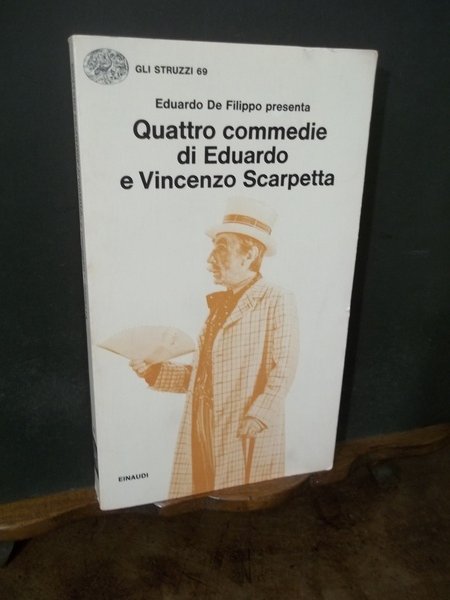 GLI STRUZZI 69
Eduardo De Filippo presenta
Quattro commedie
di Eduardo
e Vincenzo Scarpetta
EINAUDI